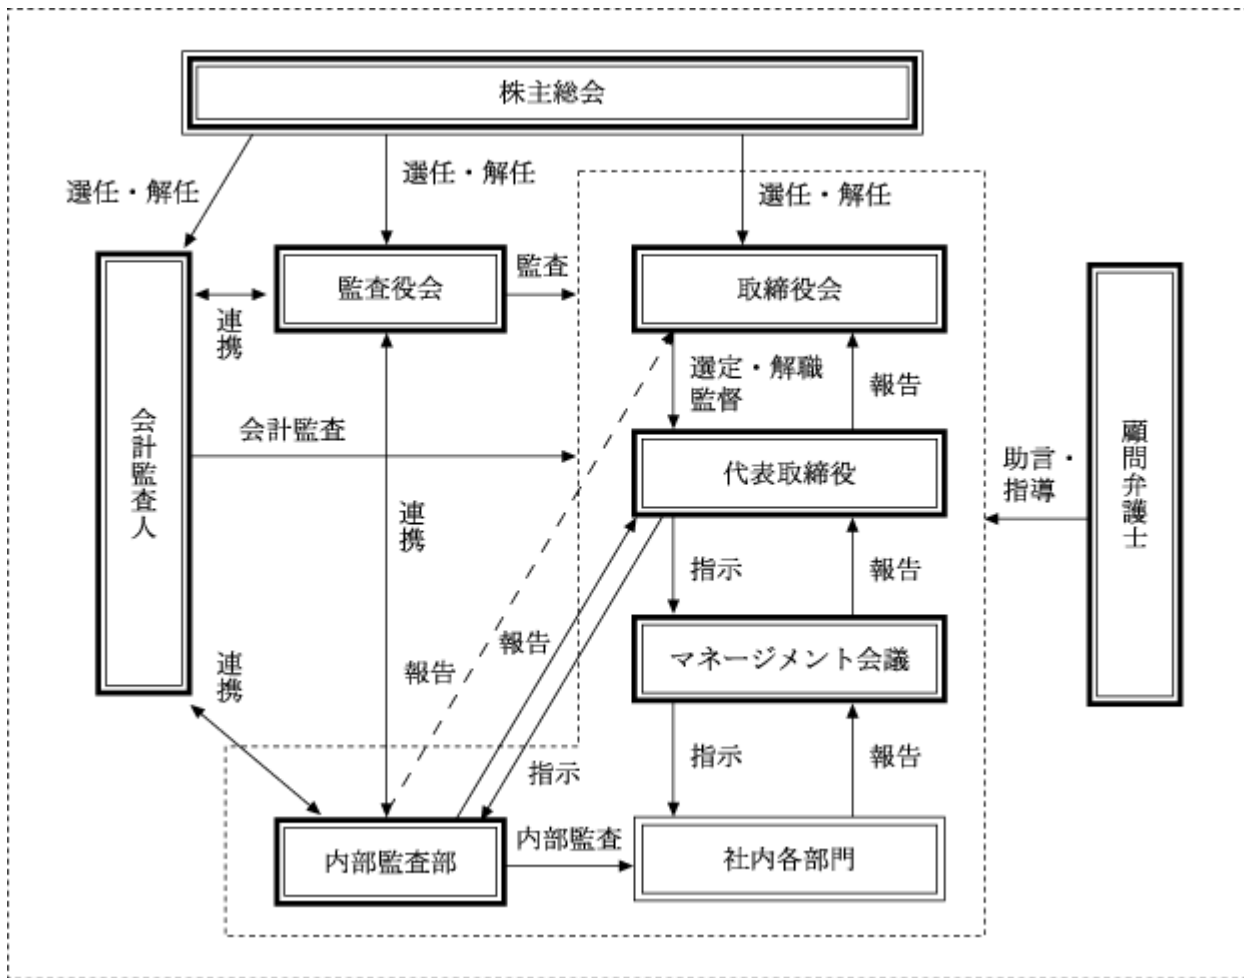 株主総会
選任・解任
選任・解任
選任・解任
監査役会
監査
取締役会
連携
選定・解職
監督
報告
会計監査人
会計監査
代表取締役
顧問弁護士
助言・
指導
連携
指示
報告
報告
報告
マネージメント会議
連携
指示
指示
報告
内部監査部
内部監査
社内各部門